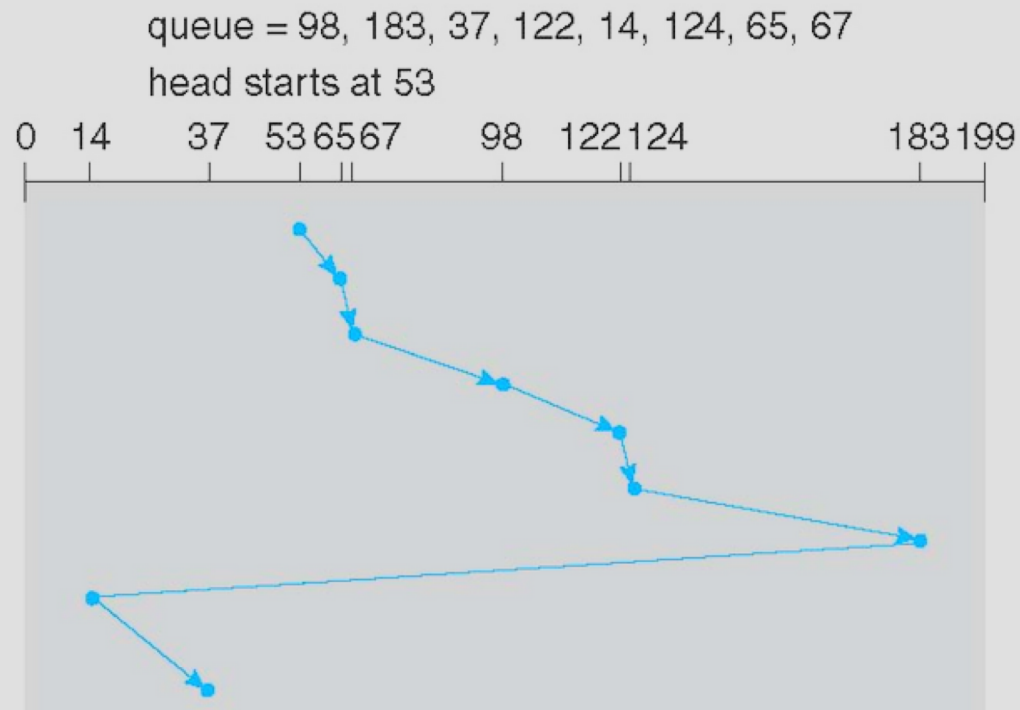 queue = 98, 183, 37, 122, 14, 124, 65, 67
head starts at 53
0 14 37 53 65 67 98 122 124 183 199